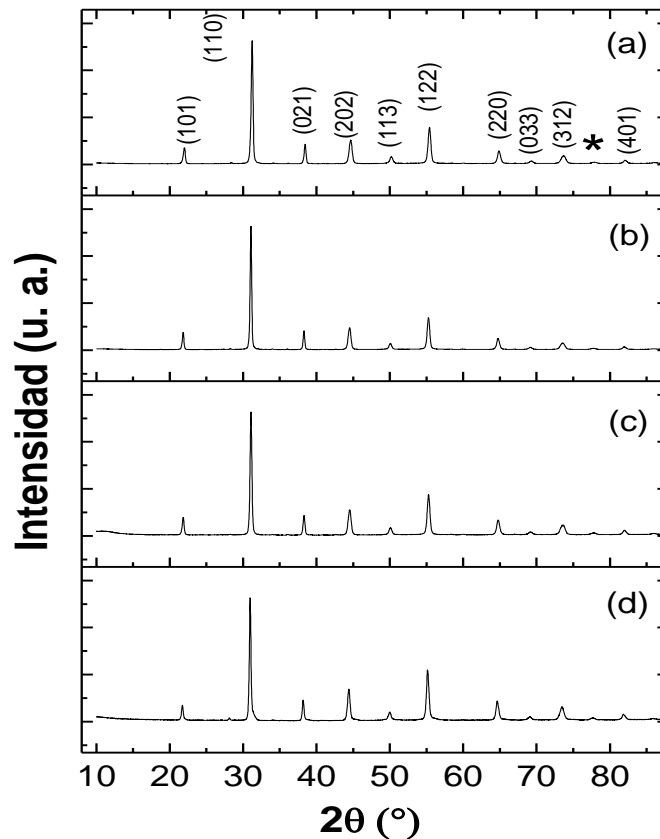 (a)
(101)
(110)
(021)
(202)
(113)
(122)
(220)
(033)
(312)
*
(401)
(b)
(c)
(d)
Intensidad (u. a.)
10 20 30 40 50 60 70 80
2θ (°)